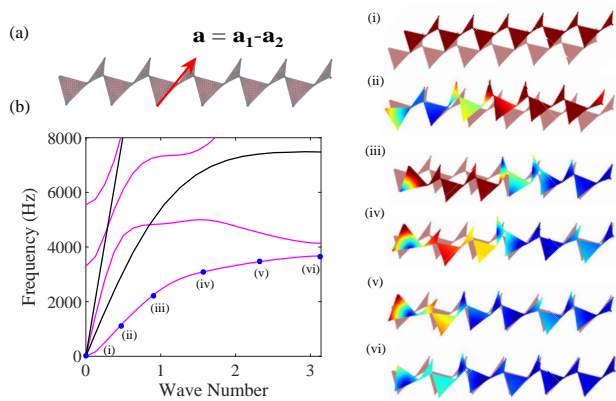 (a)
a = a₁-a₂
(b)
8000
6000
4000
2000
0
Frequency (Hz)
(i)
(ii)
(iii)
(iv)
(v)
(vi)
0
1
2
3
Wave Number
(i)
(ii)
(iii)
(iv)
(v)
(vi)